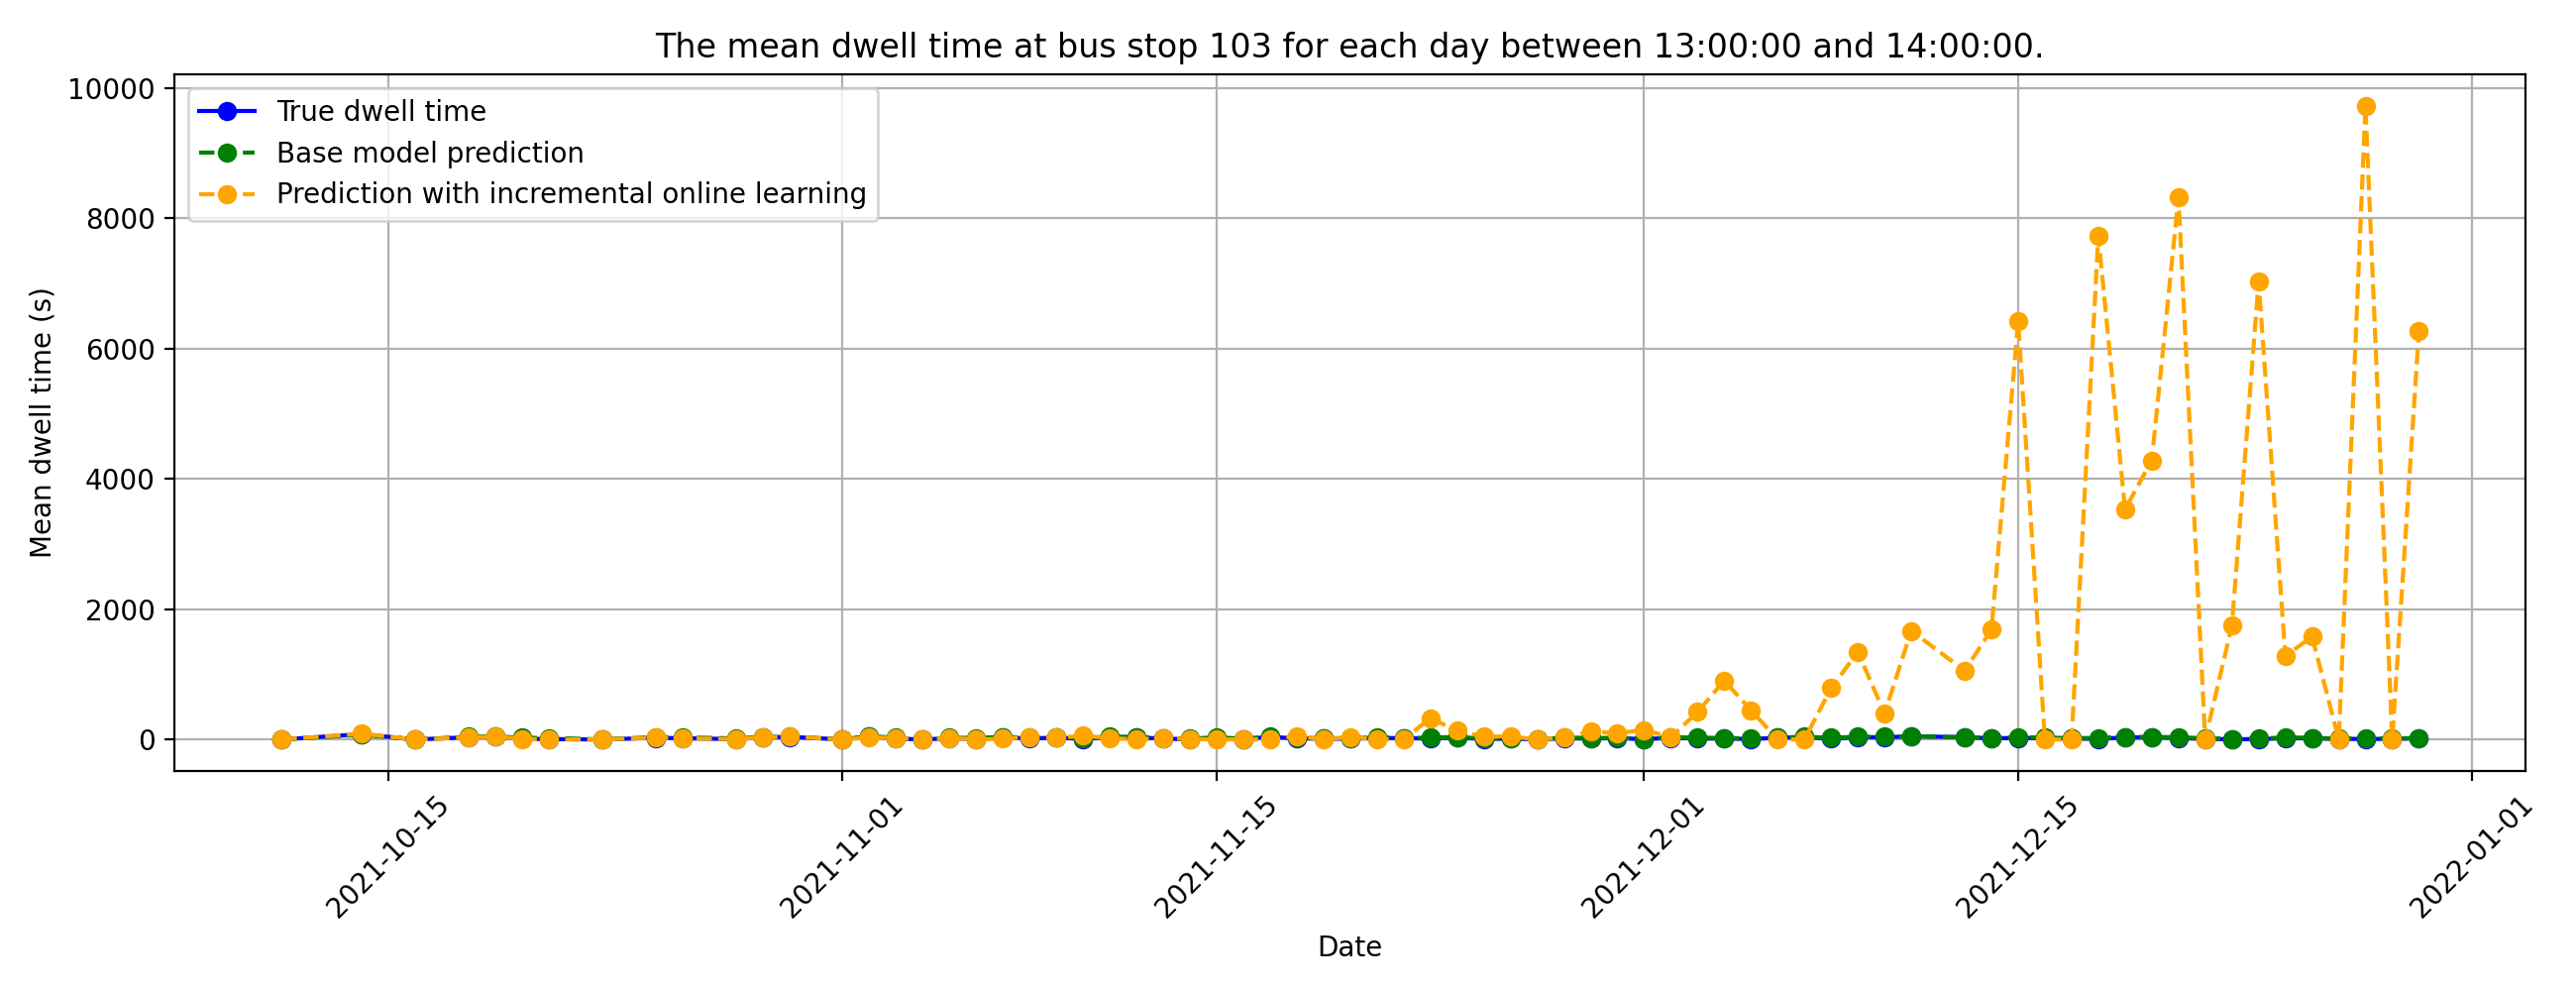 The mean dwell time at bus stop 103 for each day between 13:00:00 and 14:00:00.
True dwell time
Base model prediction
Prediction with incremental online learning
Mean dwell time (s)
10000
8000
6000
4000
2000
0
2021-10-15
2021-11-01
2021-11-15
2021-12-01
2021-12-15
2022-01-01
Date